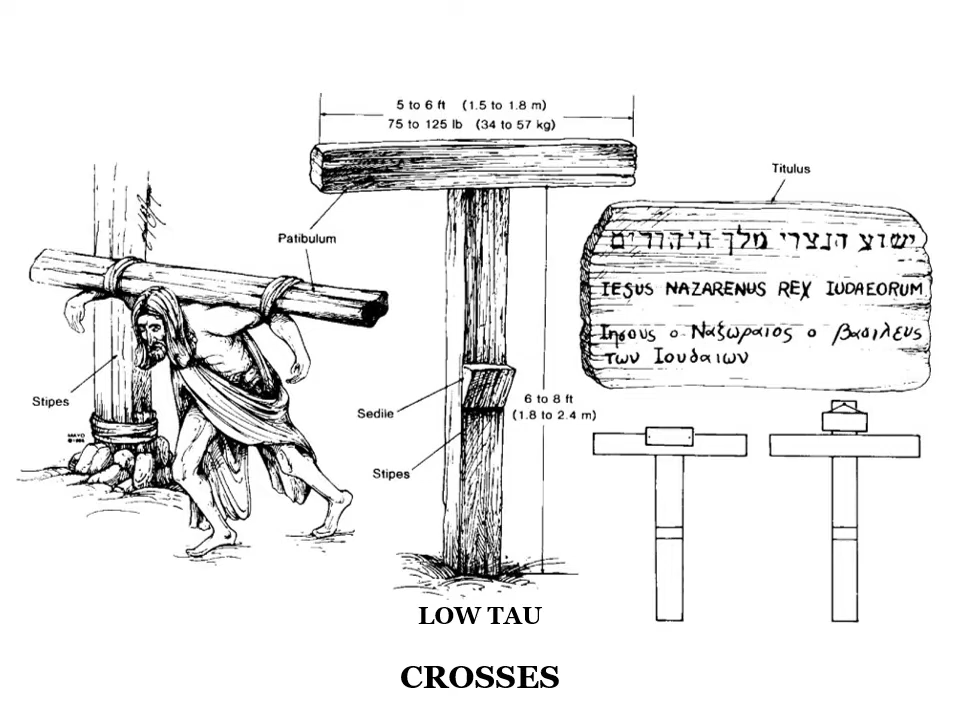 5 to 6 ft (1.5 to 1.8 m)
75 to 125 lb (34 to 57 kg)
Titulus
Patibulum
ישוע הנצרי מלך היהודים
IESUS NAZARENUS REX IUDAEORUM
Ιησους ο Ναζωραιος ο βασιλευς
των Ιουδαιων
Stipes
Sedile
6 to 8 ft
(1.8 to 2.4 m)
Stipes
MAYO
LOW TAU
CROSSES